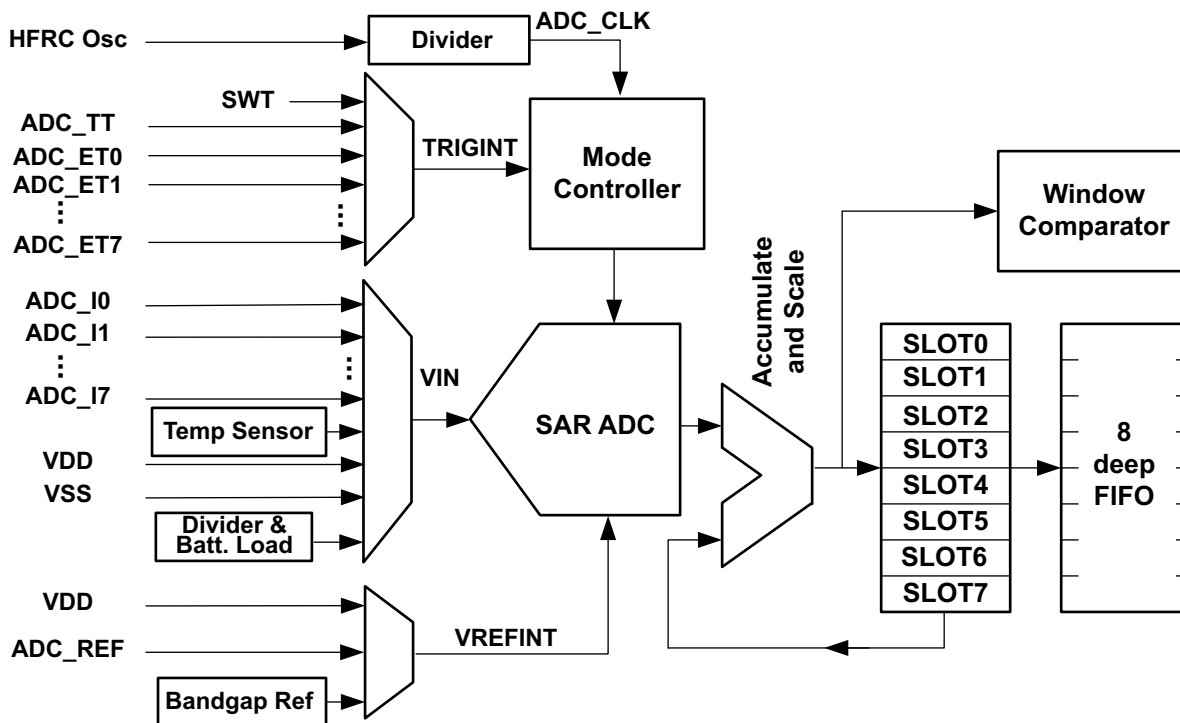 HFRC Osc
Divider
ADC_CLK
SWT
ADC_TT
ADC_ET0
ADC_ET1
⋮
ADC_ET7
⋮
TRIGINT
Mode
Controller
Window
Comparator
ADC_I0
ADC_I1
⋮
ADC_I7
⋮
Temp Sensor
VDD
VSS
Divider &
Batt. Load
VIN
SAR ADC
Accumulate
and Scale
SLOT0
SLOT1
SLOT2
SLOT3
SLOT4
SLOT5
SLOT6
SLOT7
8
deep
FIFO
VDD
ADC_REF
Bandgap Ref
VREFINT